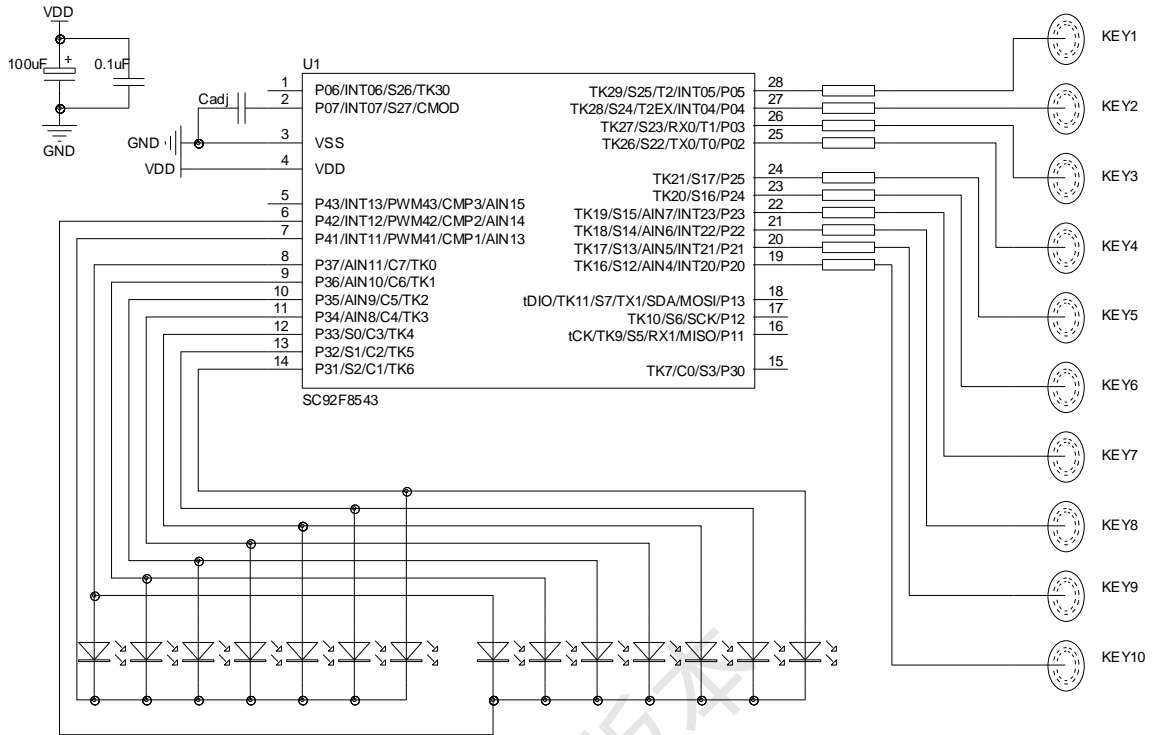 VDD
100uF
+
0.1uF
GND
U1
Cadj
GND
VDD
1
2
3
4
5
6
7
8
9
10
11
12
13
14
P06/INT06/S26/TK30
P07/INT07/S27/CMOD
VSS
VDD
P43/INT13/PWM43/CMP3/AIN15
P42/INT12/PWM42/CMP2/AIN14
P41/INT11/PWM41/CMP1/AIN13
P37/AIN11/C7/TK0
P36/AIN10/C6/TK1
P35/AIN9/C5/TK2
P34/AIN8/C4/TK3
P33/S0/C3/TK4
P32/S1/C2/TK5
P31/S2/C1/TK6
TK29/S25/T2/INT05/P05
TK28/S24/T2EX/INT04/P04
TK27/S23/RX0/T1/P03
TK26/S22/TX0/T0/P02
TK21/S17/P25
TK20/S16/P24
TK19/S15/AIN7/INT23/P23
TK18/S14/AIN6/INT22/P22
TK17/S13/AIN5/INT21/P21
TK16/S12/AIN4/INT20/P20
tDIO/TK11/S7/TX1/SDA/MOSI/P13
TK10/S6/SCK/P12
tCK/TK9/S5/RX1/MISO/P11
TK7/C0/S3/P30
28
27
26
25
24
23
22
21
20
19
18
17
16
15
SC92F8543
KEY1
KEY2
KEY3
KEY4
KEY5
KEY6
KEY7
KEY8
KEY9
KEY10
版本